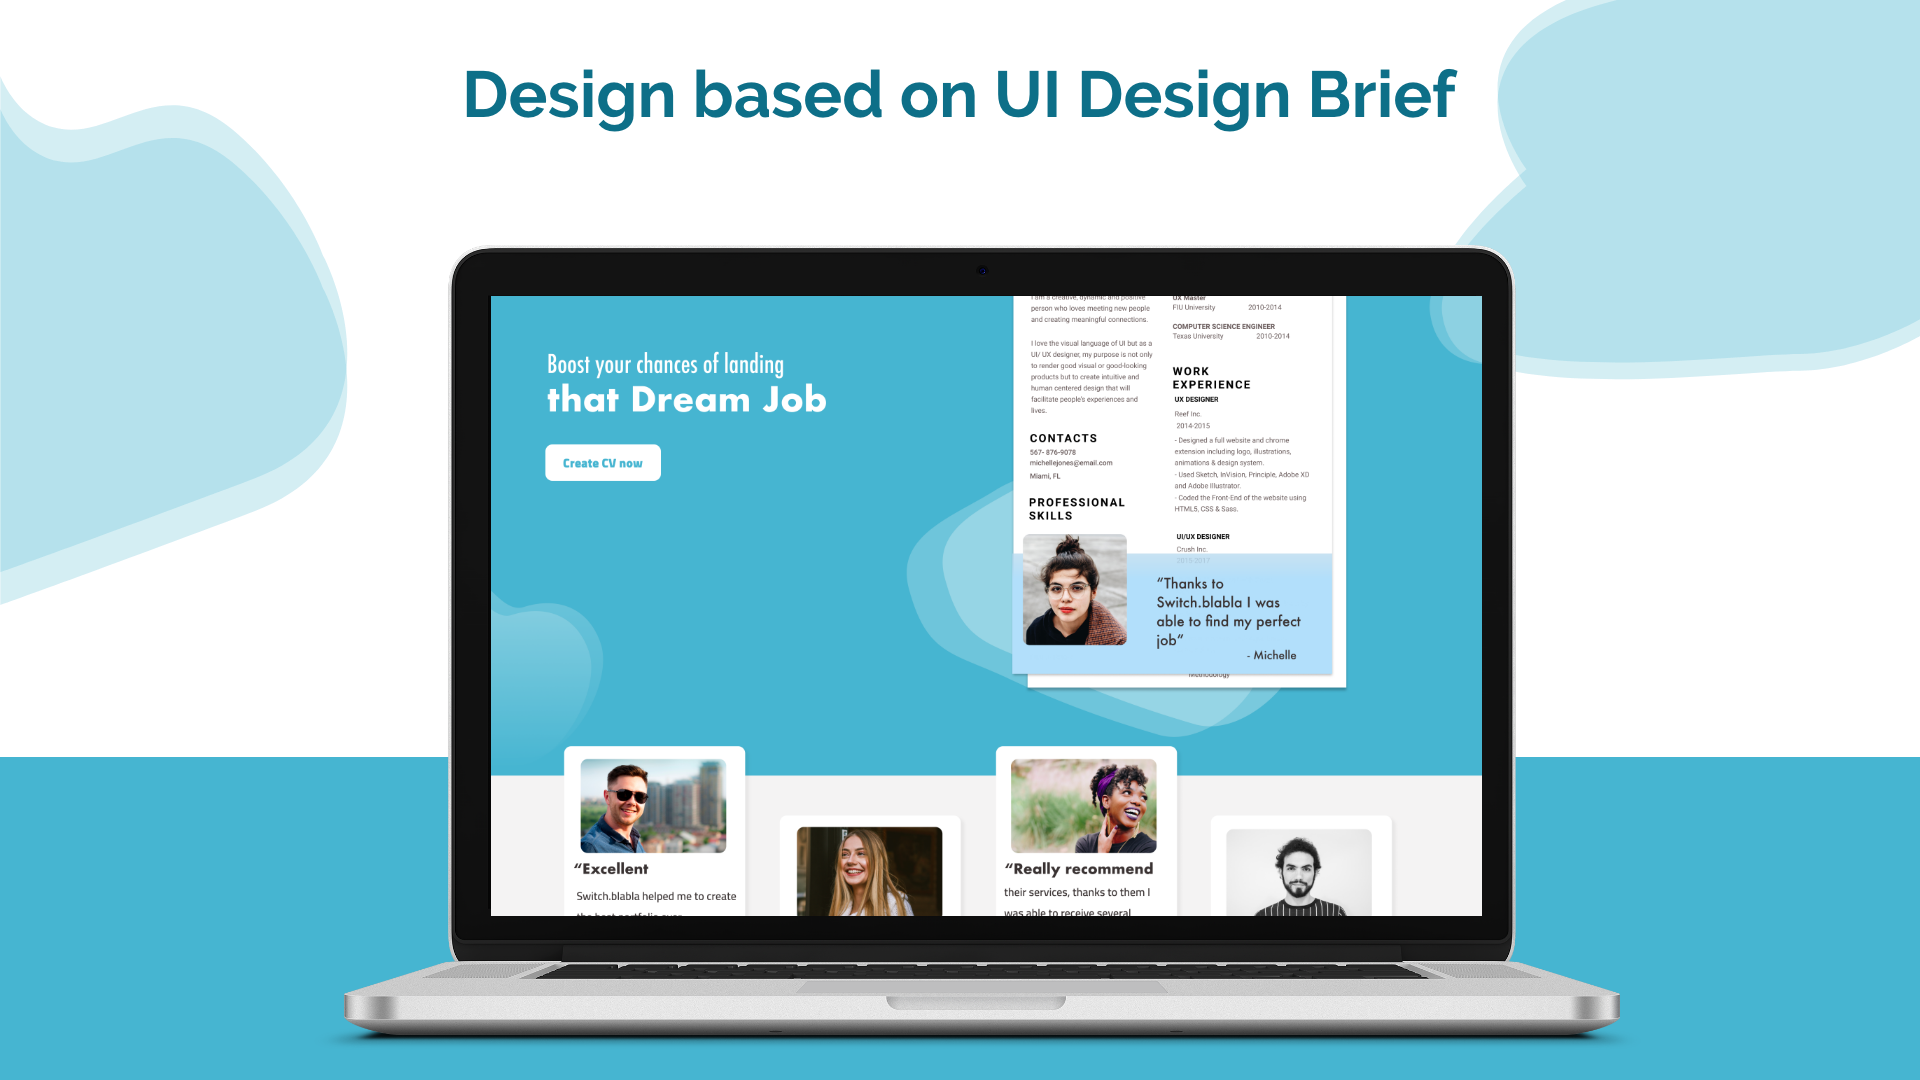 Design based on UI Design Brief
Boost your chances of landing
that Dream Job
Create CV now
I am a creative, dynamic and positive
person who loves meeting new people
and creating meaningful connections.
I love the visual language of UI but as a
UI/ UX designer, my purpose is not only
to render good visual or good-looking
products but to create intuitive and
human centered design that will
facilitate people's experiences and
lives.
CONTACTS
567- 876-9078
michellejones@email.com
Miami, FL
PROFESSIONAL
SKILLS
UX Master
FIU University 2010-2014
COMPUTER SCIENCE ENGINEER
Texas University 2010-2014
WORK
EXPERIENCE
UX DESIGNER
Reef Inc.
2014-2015
- Designed a full website and chrome
extension including logo, illustrations,
animations & design system.
- Used Sketch, InVision, Principle, Adobe XD
and Adobe Illustrator.
- Coded the Front-End of the website using
HTML5, CSS & Sass.
UI/UX DESIGNER
Crush Inc.
2015-2017
“Thanks to
Switch.blabla I was
able to find my perfect
job“
- Michelle
Methodology
“Excellent
Switch.blabla helped me to create
the best portfolio ever
“Really recommend
their services, thanks to them I
was able to receive several